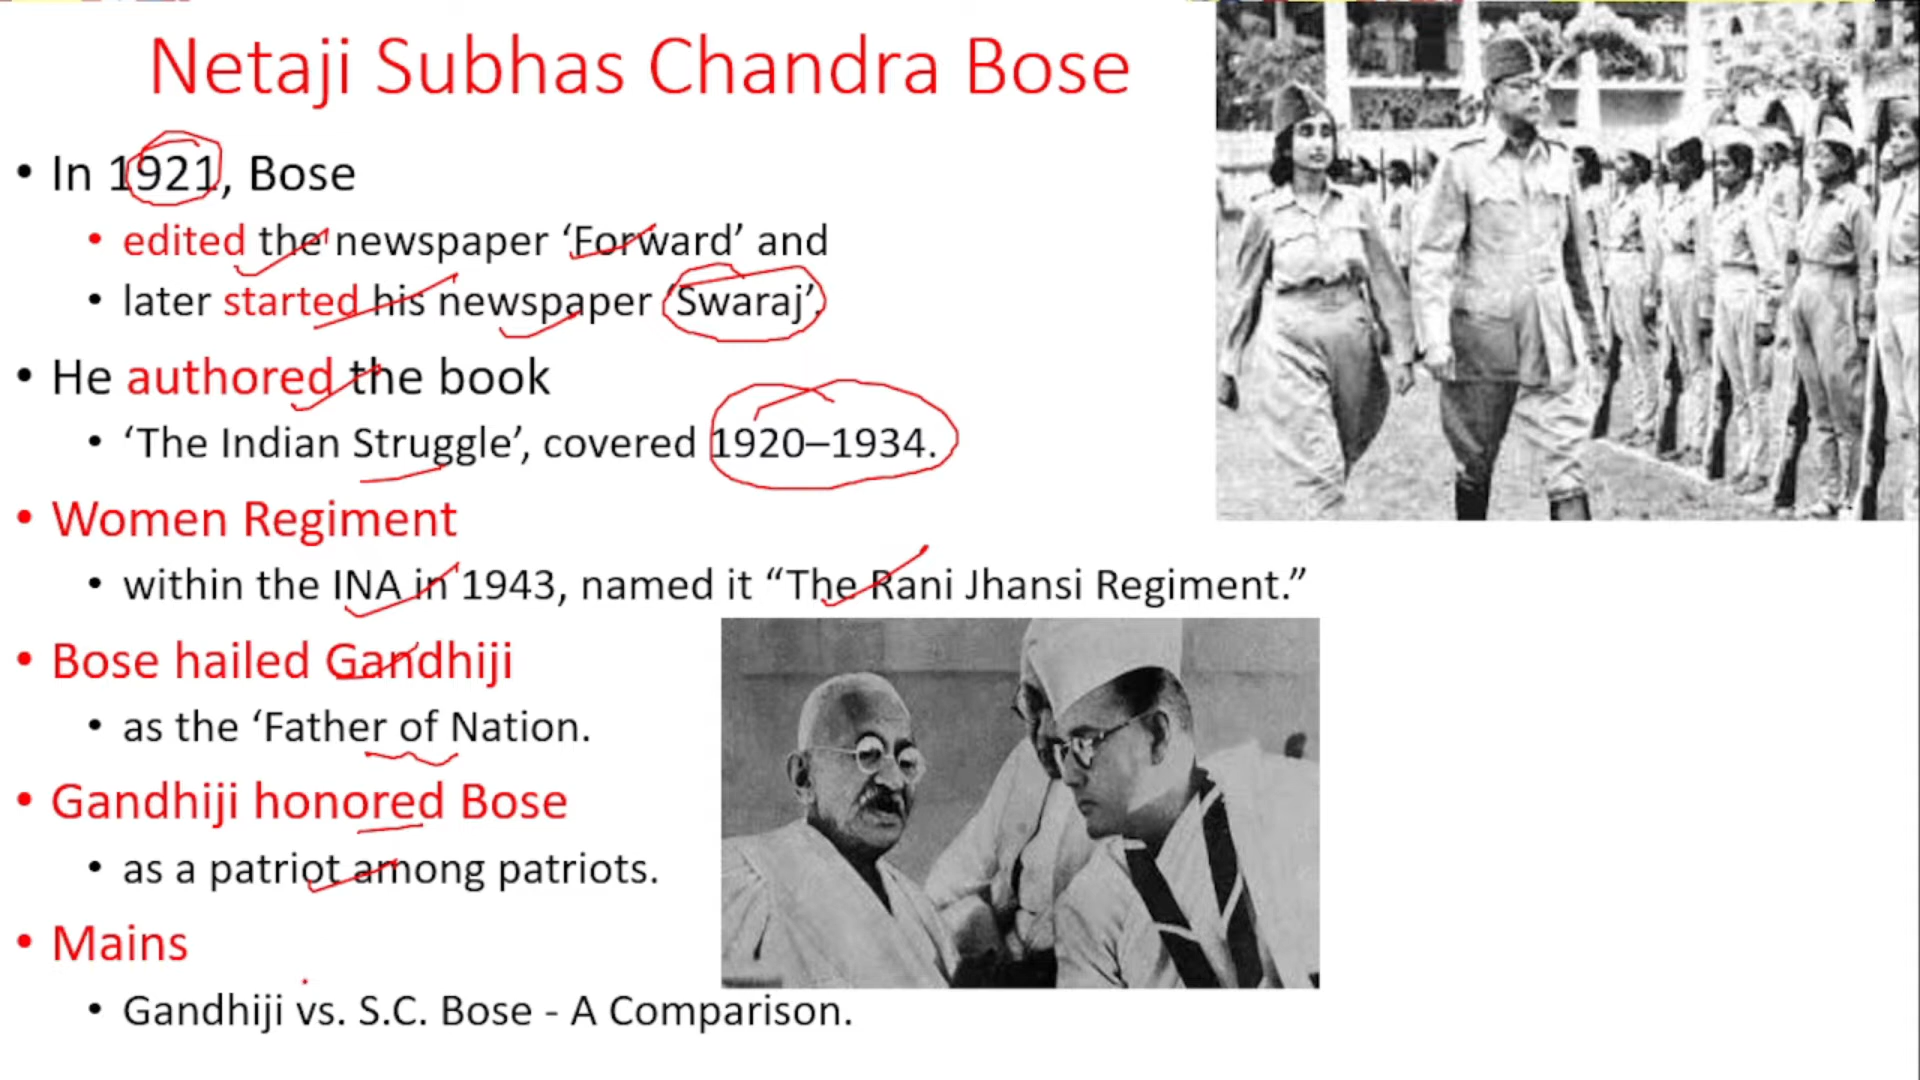 Netaji Subhas Chandra Bose
• In 1921, Bose
• edited the newspaper ‘Forward’ and
• later started his newspaper ‘Swaraj’.
• He authored the book
• ‘The Indian Struggle’, covered 1920–1934.
• Women Regiment
• within the INA in 1943, named it “The Rani Jhansi Regiment.”
• Bose hailed Gandhiji
• as the ‘Father of Nation.
• Gandhiji honored Bose
• as a patriot among patriots.
• Mains
• Gandhiji vs. S.C. Bose - A Comparison.